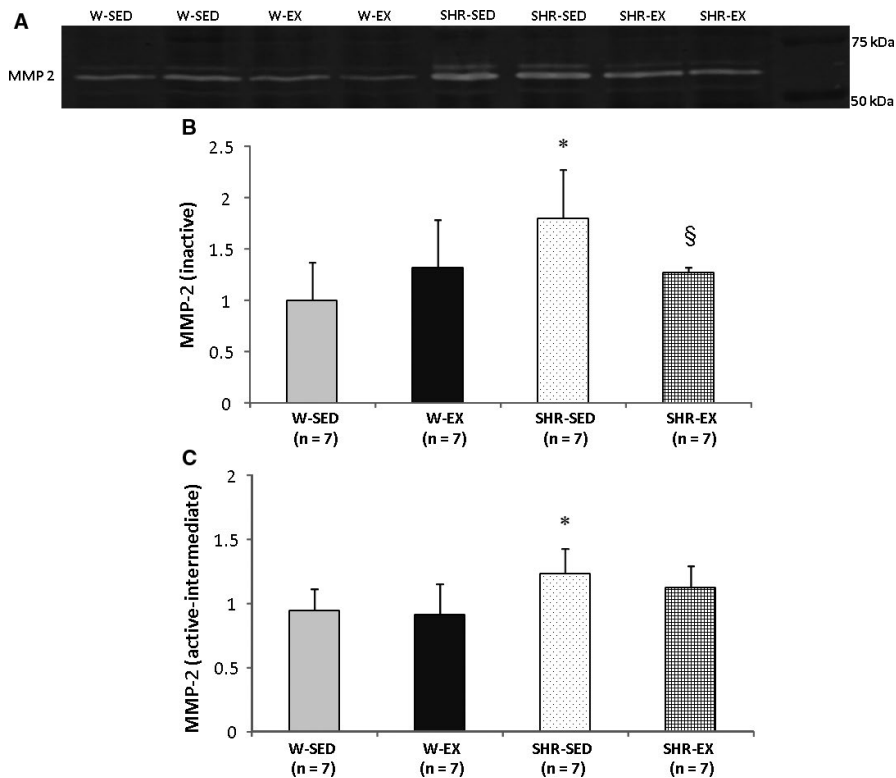 A
W-SED W-SED W-EX W-EX SHR-SED SHR-SED SHR-EX SHR-EX
75 kDa
MMP 2
50 kDa
B
MMP-2 (inactive)
2.5
2
1.5
1
0.5
0
*
§
W-SED W-EX SHR-SED SHR-EX
(n = 7) (n = 7) (n = 7) (n = 7)
C
MMP-2 (active-intermediate)
2
1.5
1
0.5
0
*
W-SED W-EX SHR-SED SHR-EX
(n = 7) (n = 7) (n = 7) (n = 7)